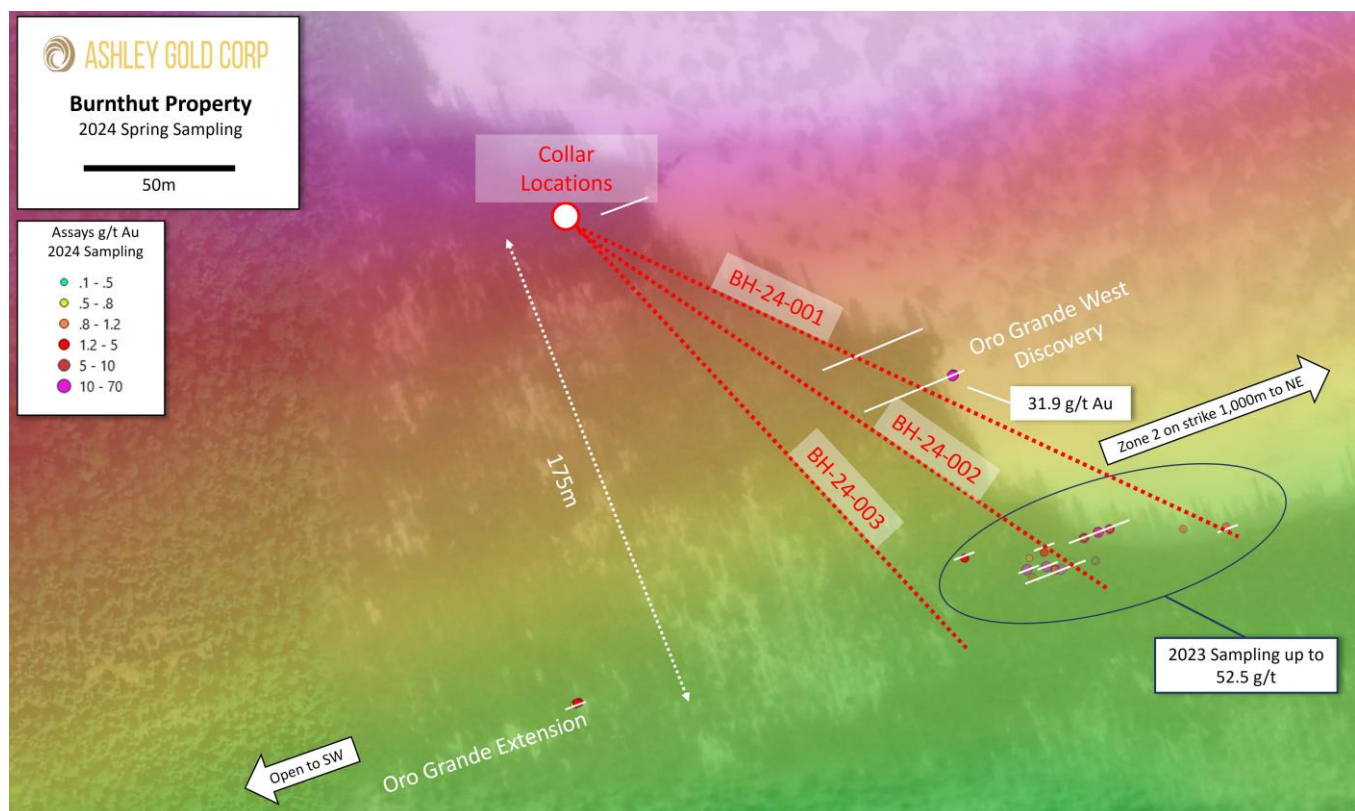 ASHLEY GOLD CORP
Burnthut Property
2024 Spring Sampling
50m
Assays g/t Au
2024 Sampling
.1 - .5
.5 - .8
.8 - 1.2
1.2 - 5
5 - 10
10 - 70
Collar
Locations
BH-24-001
BH-24-002
BH-24-003
Oro Grande West
Discovery
31.9 g/t Au
Zone 2 on strike 1,000m to NE
175m
2023 Sampling up to
52.5 g/t
Oro Grande Extension
Open to SW